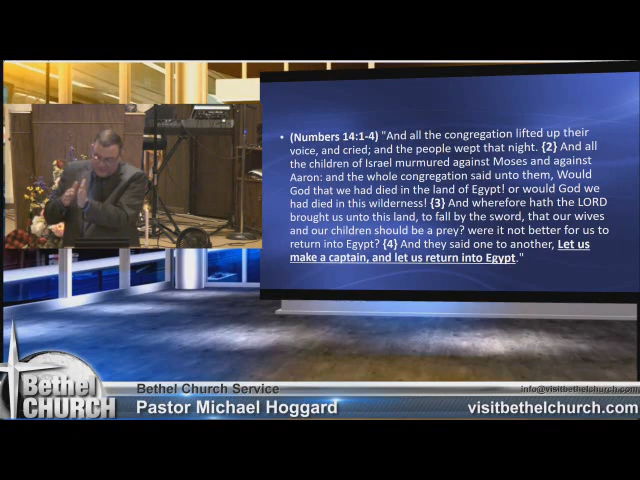 • (Numbers 14:1-4) "And all the congregation lifted up their
voice, and cried; and the people wept that night. {2} And all
the children of Israel murmured against Moses and against
Aaron: and the whole congregation said unto them, Would
God that we had died in the land of Egypt! or would God we
had died in this wilderness! {3} And wherefore hath the LORD
brought us unto this land, to fall by the sword, that our wives
and our children should be a prey? were it not better for us to
return into Egypt? {4} And they said one to another, Let us
make a captain, and let us return into Egypt."
Bethel
CHURCH
Bethel Church Service
info@visitbethelchurch.com
Pastor Michael Hoggard
visitbethelchurch.com